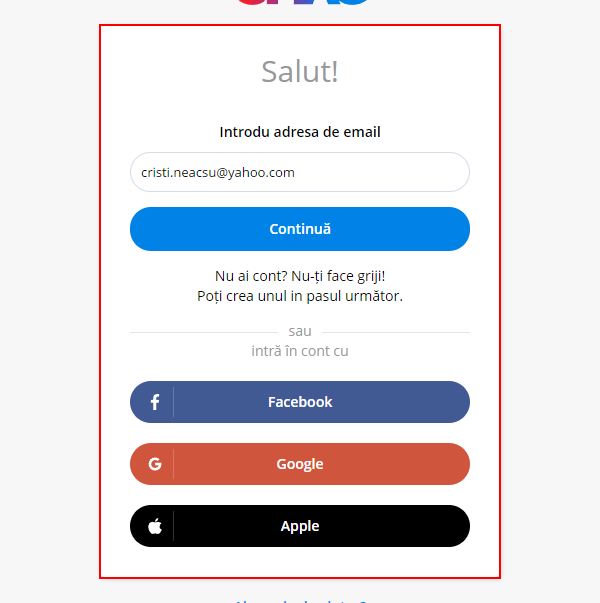 Salut!
Introdu adresa de email
cristi.neacsu@yahoo.com
Continuă
Nu ai cont? Nu-ți face griji!
Poți crea unul in pasul următor.
sau
intră în cont cu
Facebook
Google
Apple